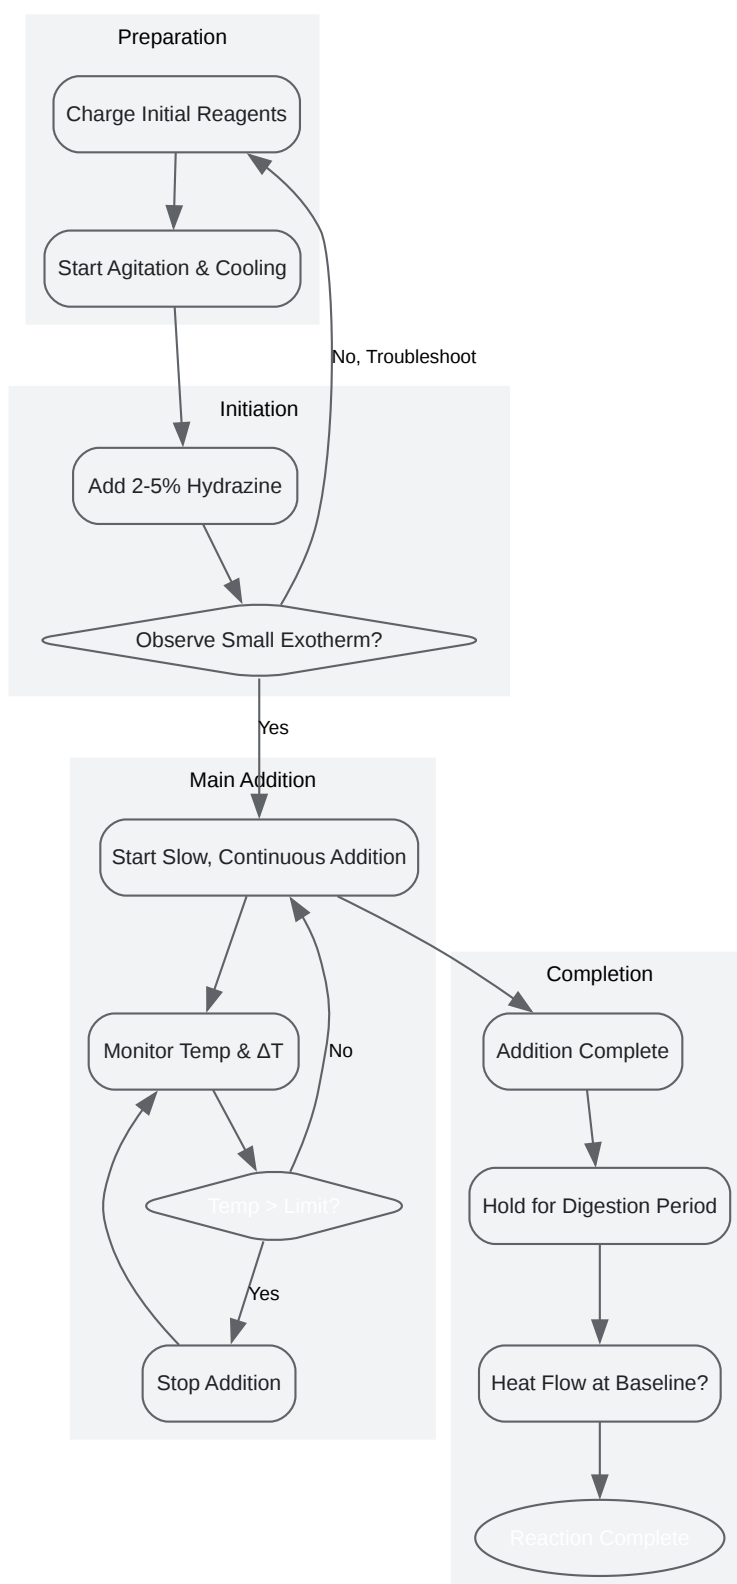 Preparation
Charge Initial Reagents
Start Agitation & Cooling
No, Troubleshoot
Initiation
Add 2-5% Hydrazine
Observe Small Exotherm?
Yes
Main Addition
Start Slow, Continuous Addition
Completion
Monitor Temp & ΔT
No
Addition Complete
Temp > Limit?
Hold for Digestion Period
Yes
Stop Addition
Heat Flow at Baseline?
Reaction Complete